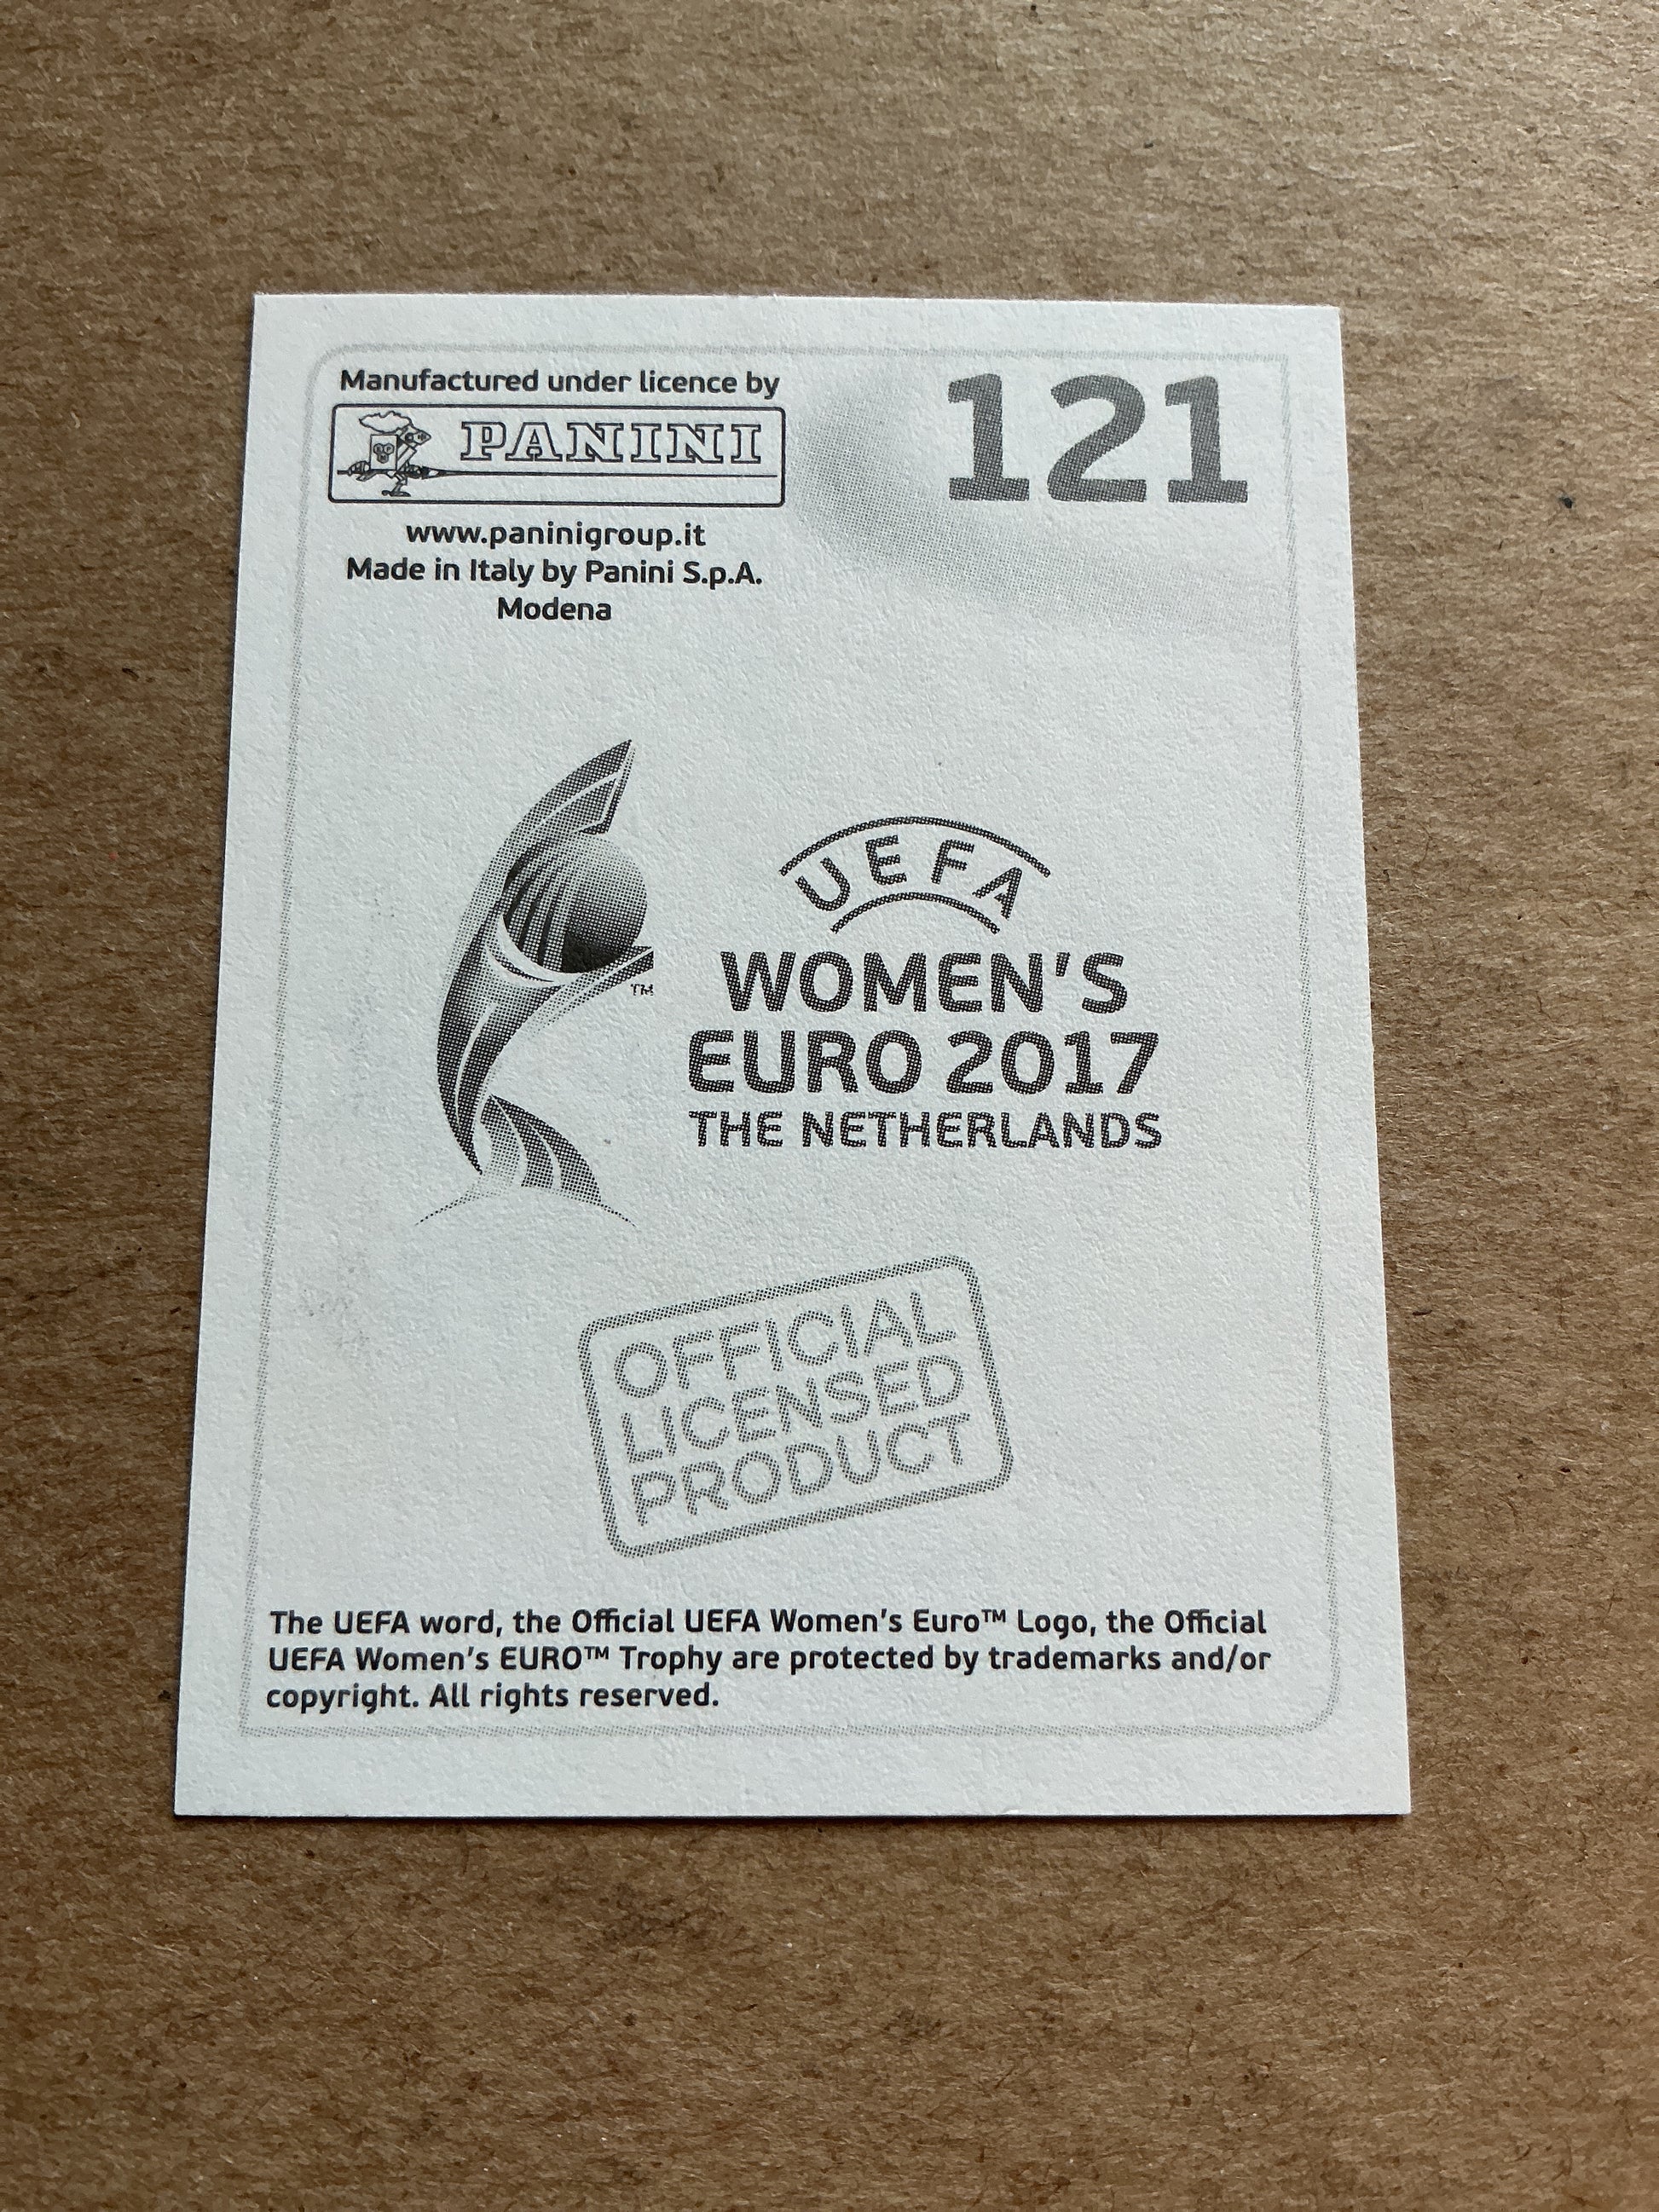 Manufactured under licence by
PANINI
www.paninigroup.it
Made in Italy by Panini S.p.A.
Modena
121
UEFA
WOMEN'S
EURO 2017
THE NETHERLANDS
TM
OFFICIAL
LICENSED
PRODUCT
The UEFA word, the Official UEFA Women's Euro™ Logo, the Official
UEFA Women's EURO™ Trophy are protected by trademarks and/or
copyright. All rights reserved.